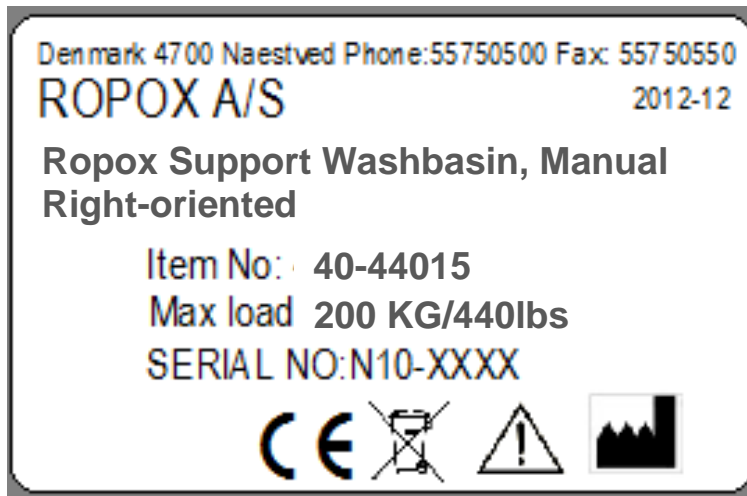 Denmark 4700 Naestved Phone:55750500 Fax: 55750550
ROPOX A/S 2012-12
Ropox Support Washbasin, Manual
Right-oriented
Item No: 40-44015
Max load 200 KG/440lbs
SERIAL NO:N10-XXXX
CE